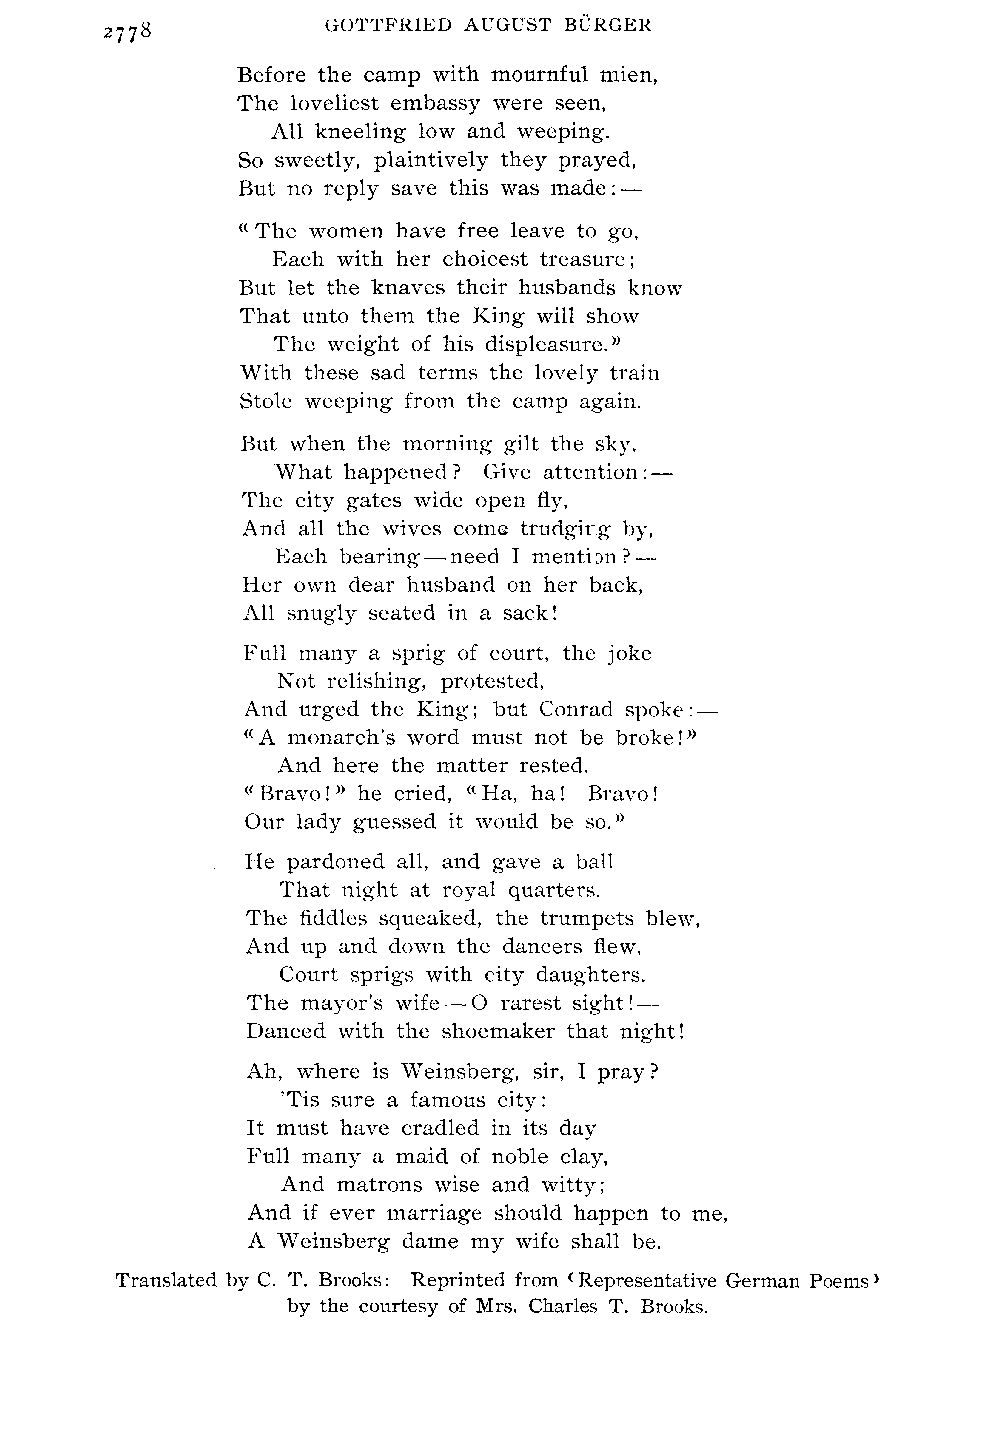 2778
GOTTFRIED AUGUST BÜRGER
Before the camp with mournful mien,
The loveliest embassy were seen,
All kneeling low and weeping.
So sweetly, plaintively they prayed,
But no reply save this was made:—
« The women have free leave to go,
Each with her choicest treasure;
But let the knaves their husbands know
That unto them the King will show
The weight of his displeasure.»
With these sad terms the lovely train
Stole weeping from the camp again.
But when the morning gilt the sky,
What happened? Give attention:—
The city gates wide open fly,
And all the wives come trudging by,
Each bearing—need I mention?—
Her own dear husband on her back,
All snugly seated in a sack!
Full many a sprig of court, the joke
Not relishing, protested,
And urged the King; but Conrad spoke:—
« A monarch's word must not be broke!»
And here the matter rested.
« Bravo!» he cried, « Ha, ha! Bravo!
Our lady guessed it would be so.»
He pardoned all, and gave a ball
That night at royal quarters.
The fiddles squeaked, the trumpets blew,
And up and down the dancers flew,
Court sprigs with city daughters.
The mayor's wife—O rarest sight!—
Danced with the shoemaker that night!
Ah, where is Weinsberg, sir, I pray?
'Tis sure a famous city:
It must have cradled in its day
Full many a maid of noble clay,
And matrons wise and witty;
And if ever marriage should happen to me,
A Weinsberg dame my wife shall be.
Translated by C. T. Brooks: Reprinted from ‹Representative German Poems›
by the courtesy of Mrs. Charles T. Brooks.